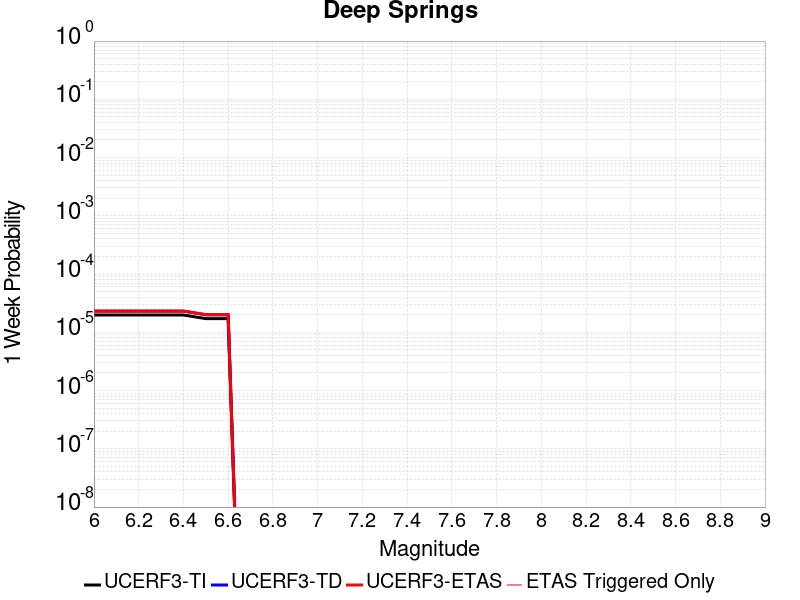 Deep Springs
10^0
10^-1
10^-2
10^-3
10^-4
10^-5
10^-6
10^-7
10^-8
1 Week Probability
6 6.2 6.4 6.6 6.8 7 7.2 7.4 7.6 7.8 8 8.2 8.4 8.6 8.8 9
Magnitude
UCERF3-TI UCERF3-TD UCERF3-ETAS ETAS Triggered Only